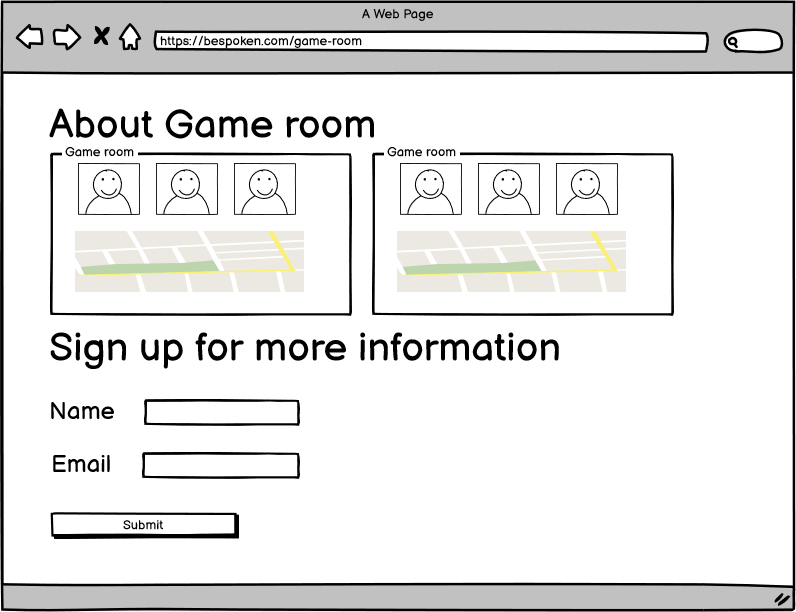 A Web Page
https://bespoken.com/game-room
About Game room
Game room
Game room
Sign up for more information
Name
Email
Submit